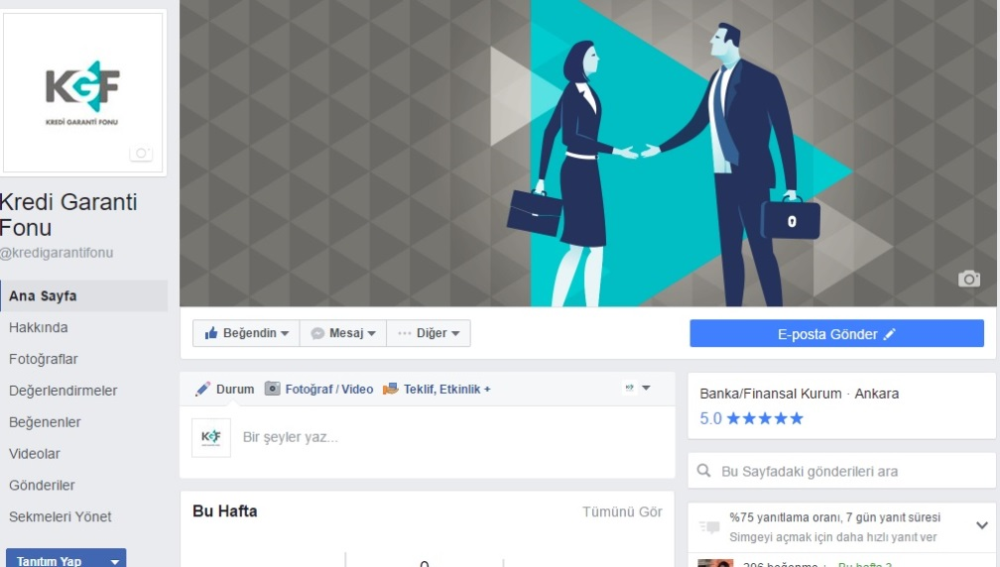 KGF
KREDİ GARANTİ FONU
Kredi Garanti
Fonu
@kredigarantifonu
Ana Sayfa
Hakkında
Fotoğraflar
Değerlendirmeler
Beğenenler
Videolar
Gönderiler
Sekmeleri Yönet
Tanıtım Yap
Beğendin
Mesaj
Diğer
E-posta Gönder
Durum
Fotoğraf / Video
Teklif, Etkinlik +
KGF
Bir şeyler yaz...
Bu Hafta
Tümünü Gör
0
Banka/Finansal Kurum · Ankara
5.0 ★★★★★
Bu Sayfadaki gönderileri ara
%75 yanıtlama oranı, 7 gün yanıt süresi
Simgeyi açmak için daha hızlı yanıt ver